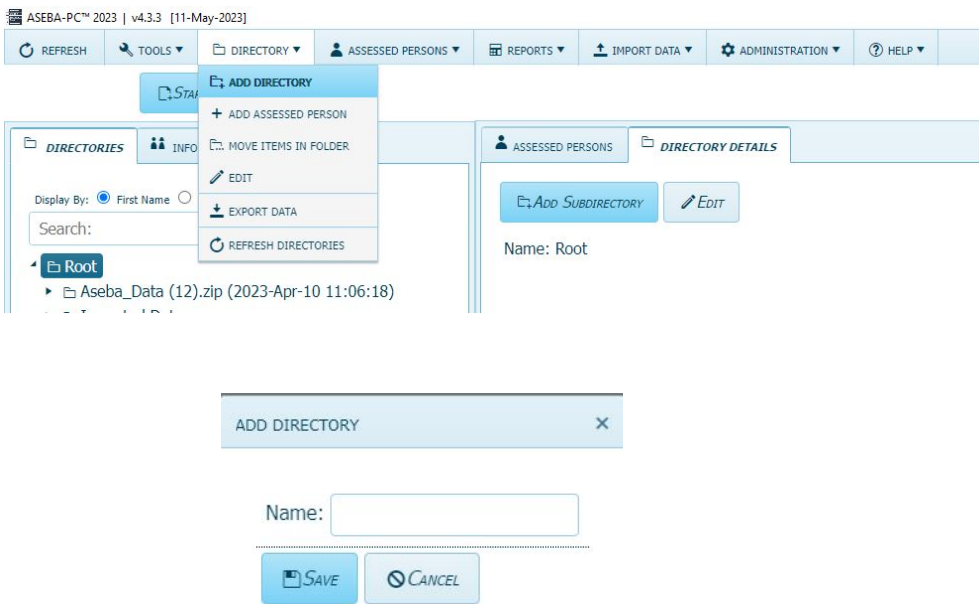 ASEBA-PC™ 2023 | v4.3.3 [11-May-2023]
REFRESH TOOLS ▼ DIRECTORY ▼ ASSESSED PERSONS ▼ REPORTS ▼ IMPORT DATA ▼ ADMINISTRATION ▼ HELP ▼
ADD DIRECTORY
ADD ASSESSED PERSON
MOVE ITEMS IN FOLDER
EDIT
EXPORT DATA
REFRESH DIRECTORIES
DIRECTORIES
Display By: First Name
Search:
Root
Aseba_Data (12).zip (2023-Apr-10 11:06:18)
ASSESSED PERSONS DIRECTORY DETAILS
ADD SUBDIRECTORY EDIT
Name: Root
ADD DIRECTORY ×
Name:
SAVE CANCEL